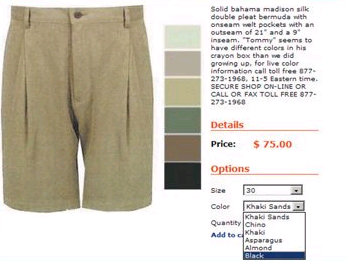 Solid bahama madison silk
double pleat bermuda with
onseam welt pockets with an
outseam of 21" and a 9"
inseam. "Tommy" seems to
have different colors in his
crayon box than we did
growing up, for live color
information call toll free 877-
273-1968, 11-5 Eastern time.
SECURE SHOP ON-LINE OR
CALL OR FAX TOLL FREE 877-
273-1968
Details
Price: $ 75.00
Options
Size 30
Color Khaki Sands
Khaki Sands
Quantity Chino
Khaki
Add to ca Asparagus
Almond
Black